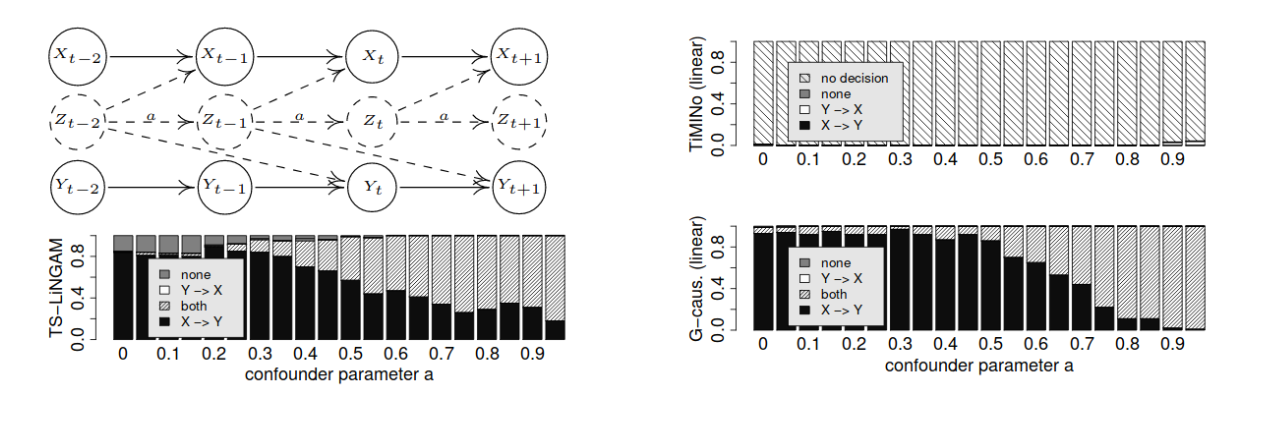 X_{t−2} X_{t−1} X_t X_{t+1}
Z_{t−2} a Z_{t−1} a Z_t a Z_{t+1}
Y_{t−2} Y_{t−1} Y_t Y_{t+1}
TS−LiNGAM
0.0 0.4 0.8
none
Y −> X
both
X −> Y
0 0.1 0.2 0.3 0.4 0.5 0.6 0.7 0.8 0.9
confounder parameter a
TiMINo (linear)
0.0 0.4 0.8
no decision
none
Y −> X
X −> Y
0 0.1 0.2 0.3 0.4 0.5 0.6 0.7 0.8 0.9
G−caus. (linear)
0.0 0.4 0.8
none
Y −> X
both
X −> Y
0 0.1 0.2 0.3 0.4 0.5 0.6 0.7 0.8 0.9
confounder parameter a